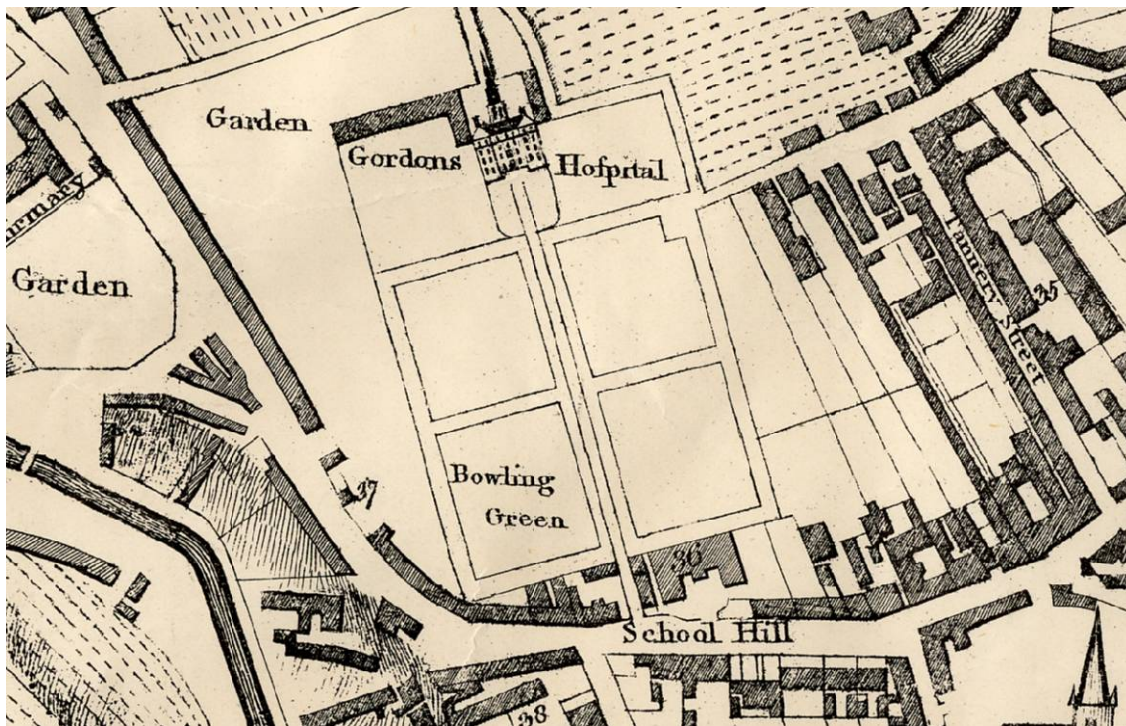 Garden
Gordons Hofpital
Garden
Tannery Street
35
Bowling
Green
37
36
School Hill
38